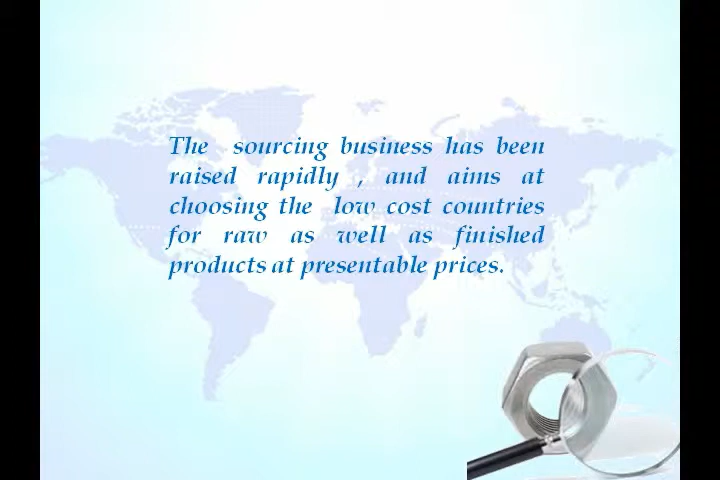 The sourcing business has been
raised rapidly , and aims at
choosing the low cost countries
for raw as well as finished
products at presentable prices.